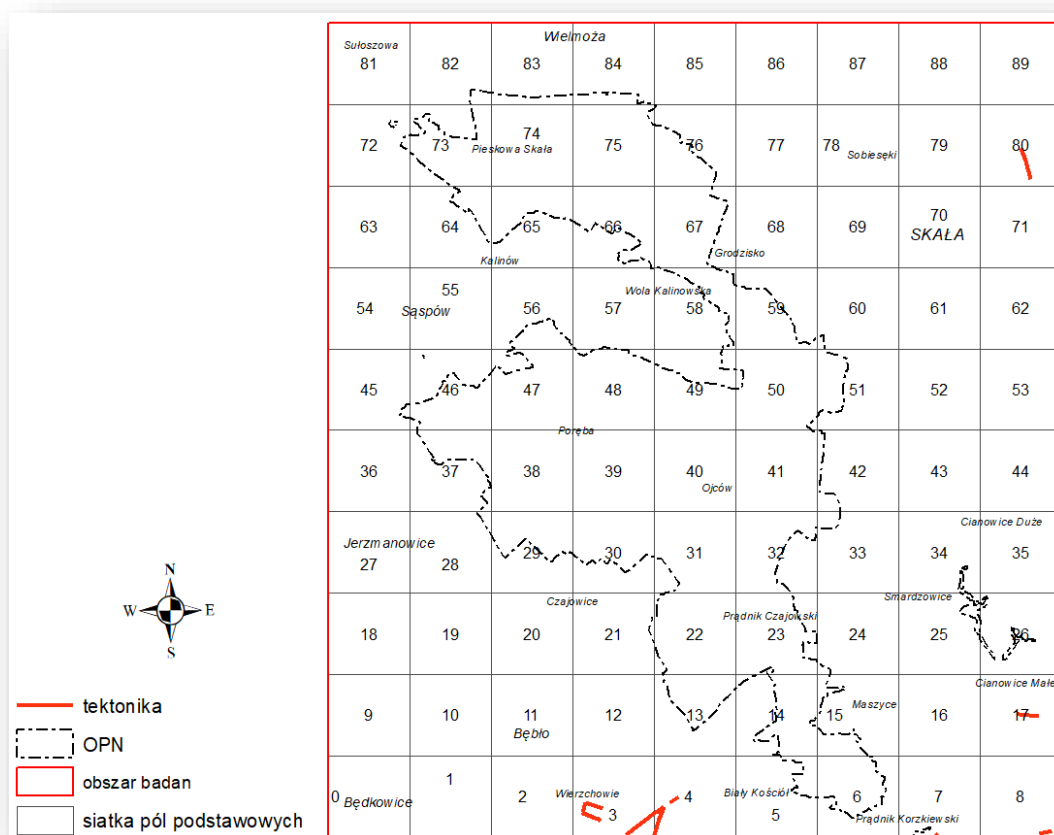 Wielmoża
Sułoszowa
81 82 83 84 85 86 87 88 89
72 73 74 75 76 77 78 79 80
Pieskowa Skała
Sobiesęki
63 64 65 66 67 68 69 70 71
SKAŁA
Kalinów
Grodzisko
54 55 56 57 58 59 60 61 62
Sąspów
Wola Kalinowska
45 46 47 48 49 50 51 52 53
Poręba
36 37 38 39 40 41 42 43 44
Ojców
Cianowice Duże
Jerzmanowice
27 28 29 30 31 32 33 34 35
Czajowice
Smardzowice
Prądnik Czajowski
18 19 20 21 22 23 24 25 26
Cianowice Małe
Maszyce
9 10 11 12 13 14 15 16 17
Bębło
0 1 2 3 4 5 6 7 8
Będkowice
Wierzchowie
Biały Kościół
Prądnik Korzkiewski
N
W E
S
tektonika
OPN
obszar badan
siatka pól podstawowych